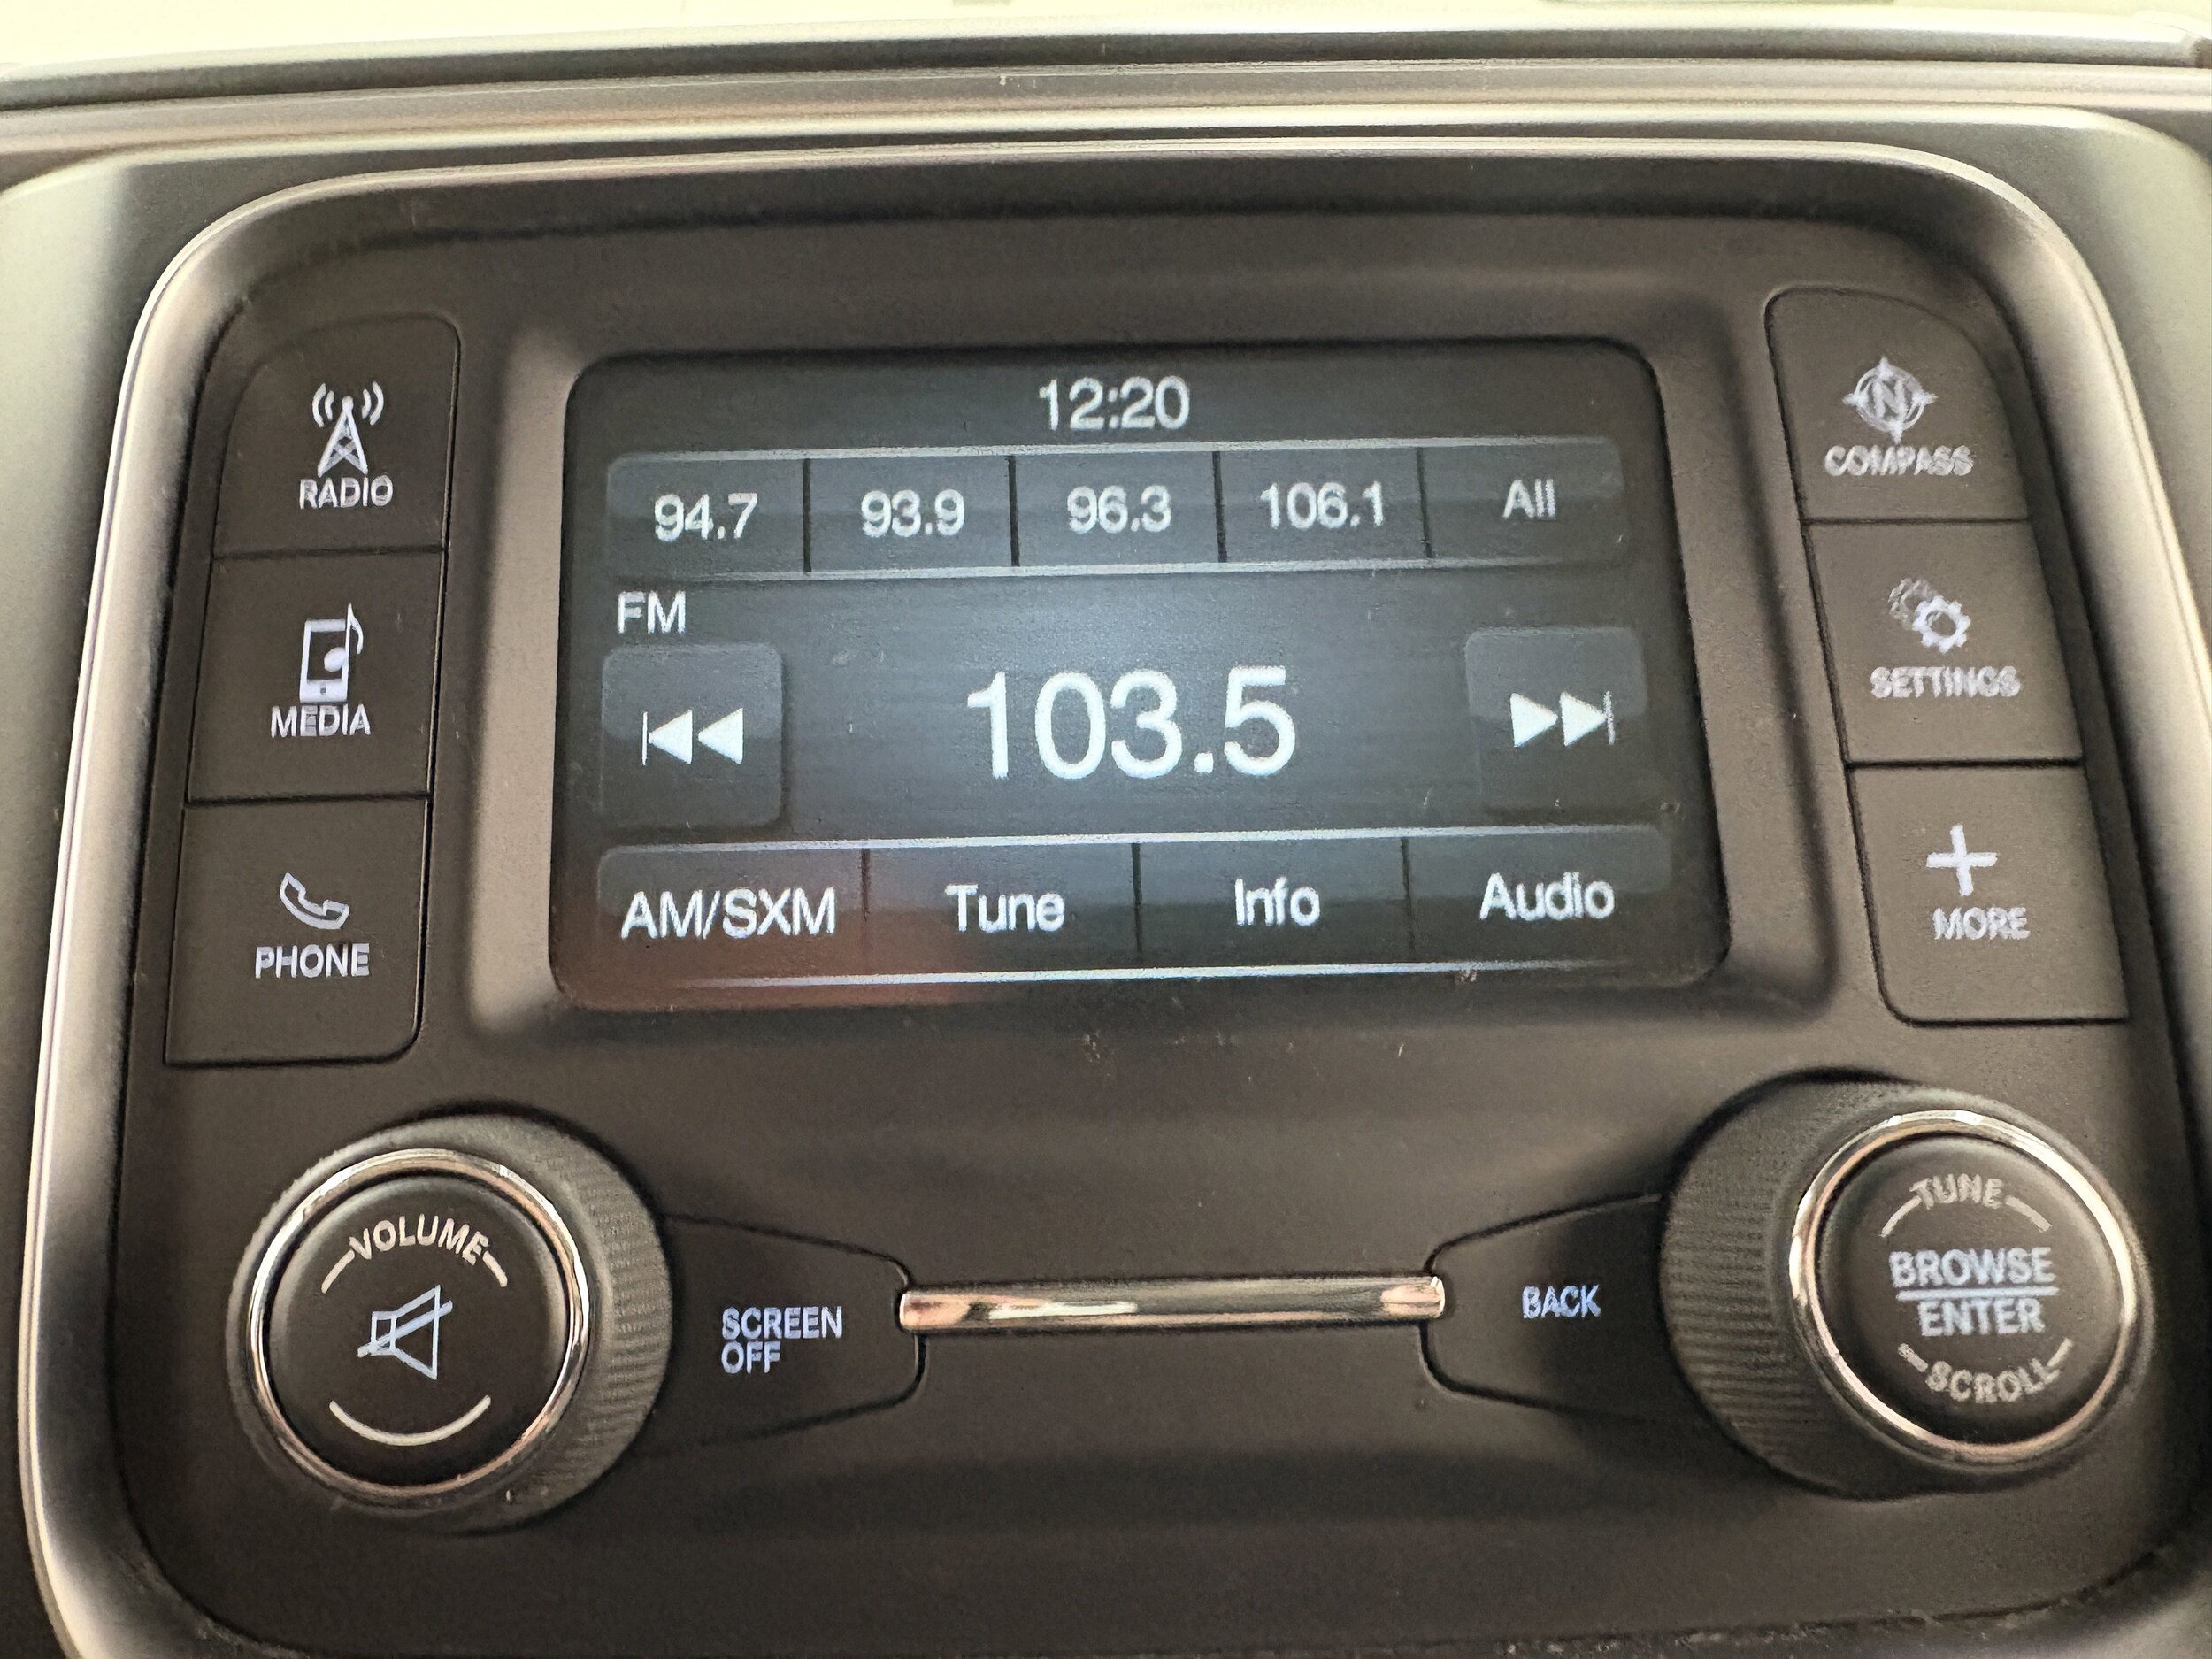 12:20
94.7 93.9 96.3 106.1 All
FM
103.5
AM/SXM Tune Info Audio
RADIO
MEDIA
PHONE
N
COMPASS
SETTINGS
MORE
VOLUME
SCREEN
OFF
BACK
TUNE
BROWSE
ENTER
SCROLL